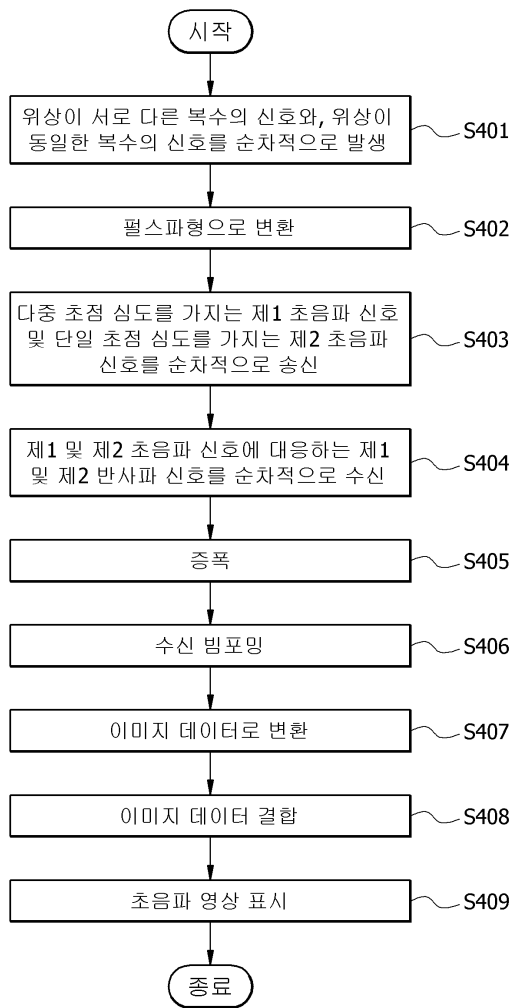 시작
위상이 서로 다른 복수의 신호와, 위상이
동일한 복수의 신호를 순차적으로 발생
S401
펄스파형으로 변환
S402
다중 초점 심도를 가지는 제1 초음파 신호
및 단일 초점 심도를 가지는 제2 초음파
신호를 순차적으로 송신
S403
제1 및 제2 초음파 신호에 대응하는 제1
및 제2 반사파 신호를 순차적으로 수신
S404
증폭
S405
수신 빔포밍
S406
이미지 데이터로 변환
S407
이미지 데이터 결합
S408
초음파 영상 표시
S409
종료